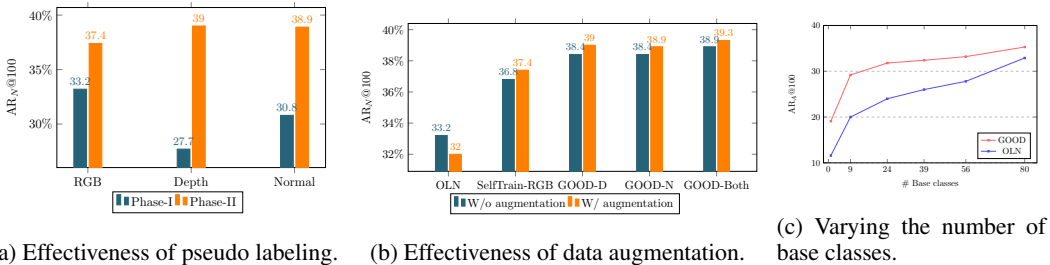 40%
35%
30%
AR_N@100
33.2
37.4
27.7
39
30.8
38.9
RGB Depth Normal
Phase-I Phase-II
a) Effectiveness of pseudo labeling.
40%
38%
36%
34%
32%
AR_N@100
33.2
32
36.8
37.4
38.4
39
38.4
38.9
38.9
39.3
OLN SelfTrain-RGB GOOD-D GOOD-N GOOD-Both
W/o augmentation W/ augmentation
(b) Effectiveness of data augmentation.
40
30
20
10
AR_A@100
GOOD
OLN
0 9 24 39 56 80
# Base classes
(c) Varying the number of
base classes.